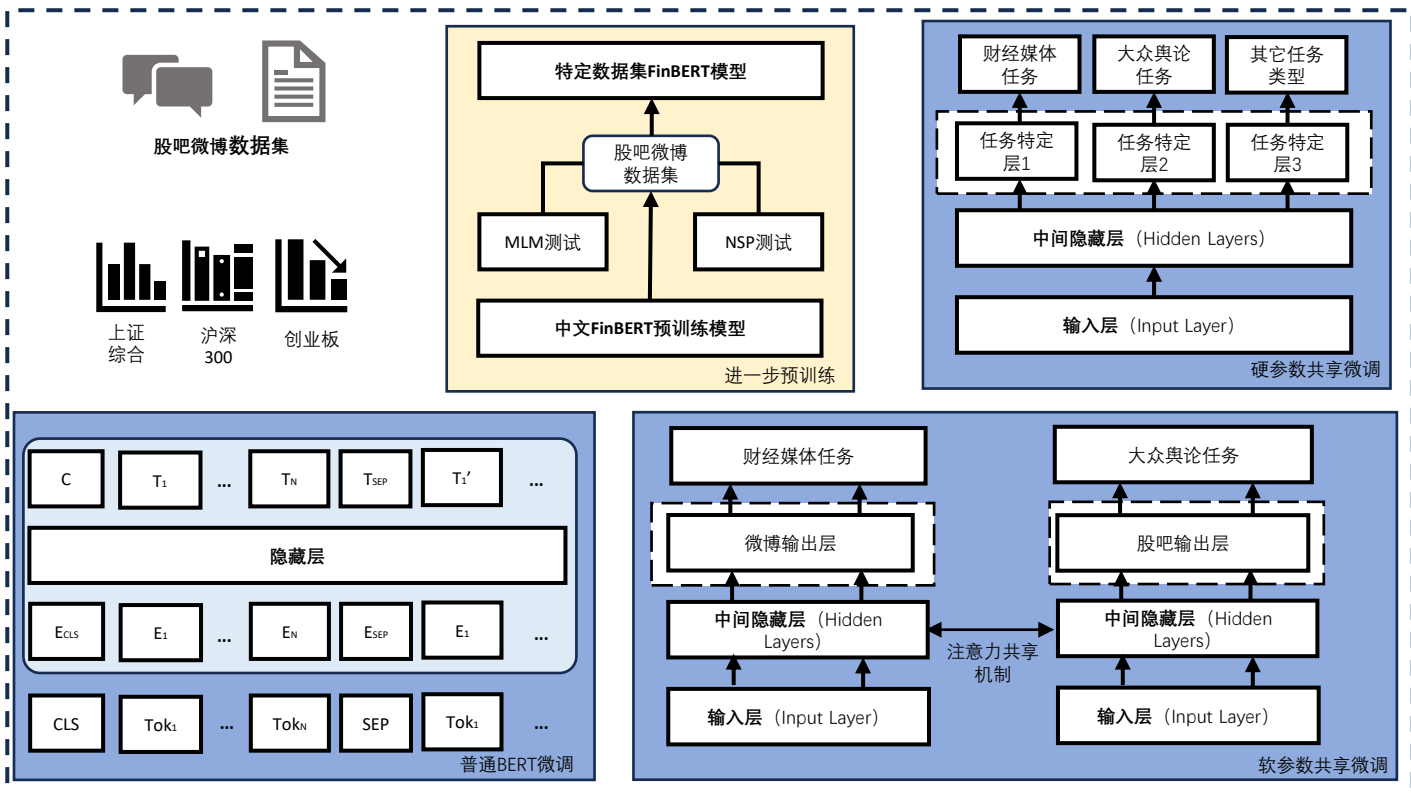 股吧微博数据集
上证
综合
沪深
300
创业板
特定数据集FinBERT模型
股吧微博
数据集
MLM测试
NSP测试
中文FinBERT预训练模型
进一步预训练
财经媒体
任务
大众舆论
任务
其它任务
类型
任务特定
层1
任务特定
层2
任务特定
层3
中间隐藏层（Hidden Layers）
输入层（Input Layer）
硬参数共享微调
C
T1
...
TN
TSEP
T1′
...
隐藏层
ECLS
E1
...
EN
ESEP
E1
...
CLS
Tok1
...
TokN
SEP
Tok1
...
普通BERT微调
财经媒体任务
微博输出层
中间隐藏层（Hidden
Layers）
输入层（Input Layer）
注意力共享
机制
大众舆论任务
股吧输出层
中间隐藏层（Hidden
Layers）
输入层（Input Layer）
软参数共享微调